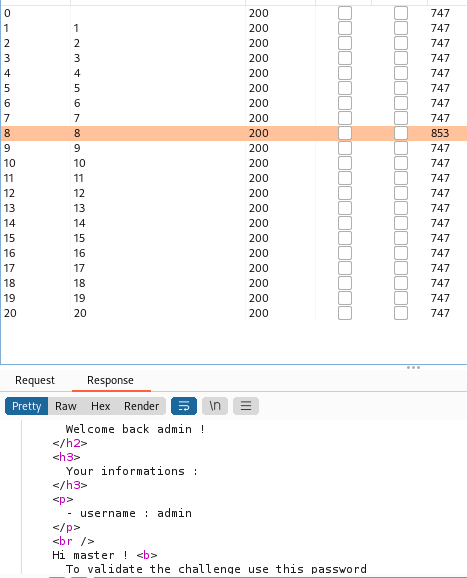 0 200 747
1 1 200 747
2 2 200 747
3 3 200 747
4 4 200 747
5 5 200 747
6 6 200 747
7 7 200 747
8 8 200 853
9 9 200 747
10 10 200 747
11 11 200 747
12 12 200 747
13 13 200 747
14 14 200 747
15 15 200 747
16 16 200 747
17 17 200 747
18 18 200 747
19 19 200 747
20 20 200 747
Request Response
Pretty Raw Hex Render \n
Welcome back admin !
</h2>
<h3>
Your informations :
</h3>
<p>
- username : admin
</p>
<br />
Hi master ! <b>
To validate the challenge use this password